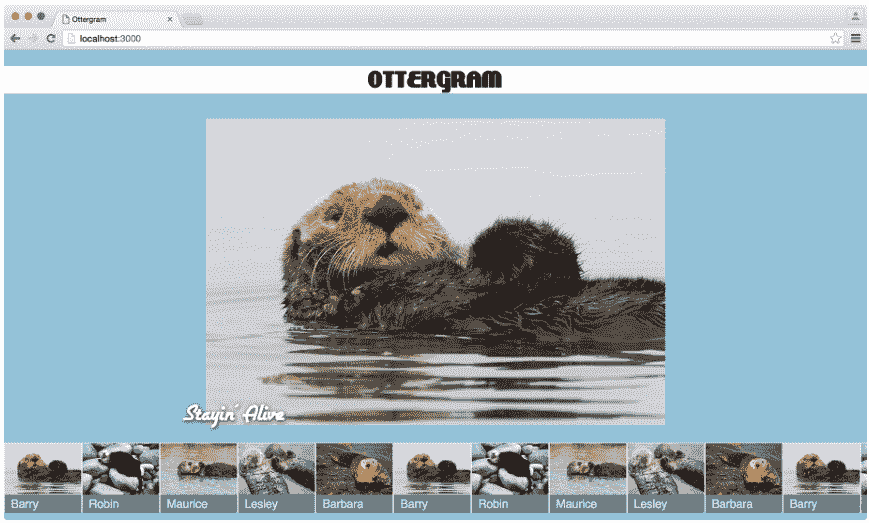 Ottergram
localhost:3000
OTTERGRAM
Stayin' Alive
Barry Robin Maurice Lesley Barbara Barry Robin Maurice Lesley Barbara Barry